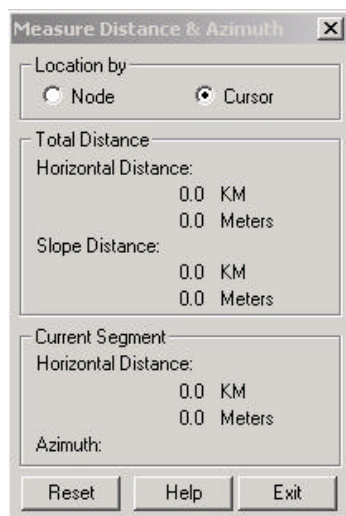 Measure Distance & Azimuth
Location by
Node Cursor
Total Distance
Horizontal Distance:
0.0 KM
0.0 Meters
Slope Distance:
0.0 KM
0.0 Meters
Current Segment
Horizontal Distance:
0.0 KM
0.0 Meters
Azimuth:
Reset Help Exit